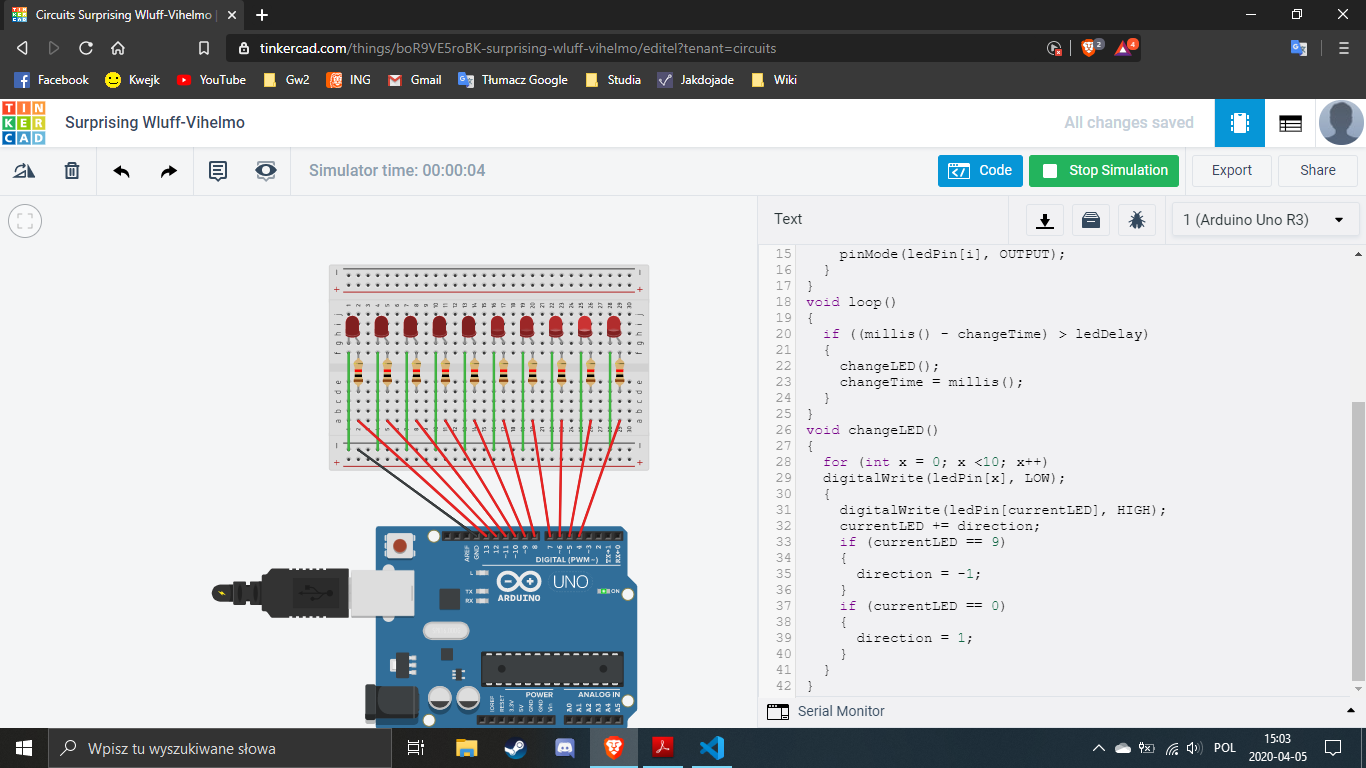 Circuits Surprising Wluff-Vihelmo |
tinkercad.com/things/boR9VE5roBK-surprising-wluff-vihelmo/editel?tenant=circuits
2
4
Facebook Kwejk YouTube Gw2 ING Gmail Tłumacz Google Studia Jakdojade Wiki
TIN
KER
CAD
Surprising Wluff-Vihelmo
All changes saved
Simulator time: 00:00:04
Code
Stop Simulation
Export
Share
Text
1 (Arduino Uno R3)
15 pinMode(ledPin[i], OUTPUT);
16 }
17 }
18 void loop()
19 {
20 if ((millis() - changeTime) > ledDelay)
21 {
22 changeLED();
23 changeTime = millis();
24 }
25 }
26 void changeLED()
27 {
28 for (int x = 0; x <10; x++)
29 digitalWrite(ledPin[x], LOW);
30 {
31 digitalWrite(ledPin[currentLED], HIGH);
32 currentLED += direction;
33 if (currentLED == 9)
34 {
35 direction = -1;
36 }
37 if (currentLED == 0)
38 {
39 direction = 1;
40 }
41 }
42 }
AREF
GND
13
12
~11
~10
~9
8
7
~6
~5
4
~3
2
TX→1
RX←0
DIGITAL (PWM~)
L
TX
RX
UNO
ARDUINO
ON
POWER
ANALOG IN
IOREF
RESET
3.3V
5V
GND
GND
Vin
A0
A1
A2
A3
A4
A5
Serial Monitor
Wpisz tu wyszukiwane słowa
POL
15:03
2020-04-05